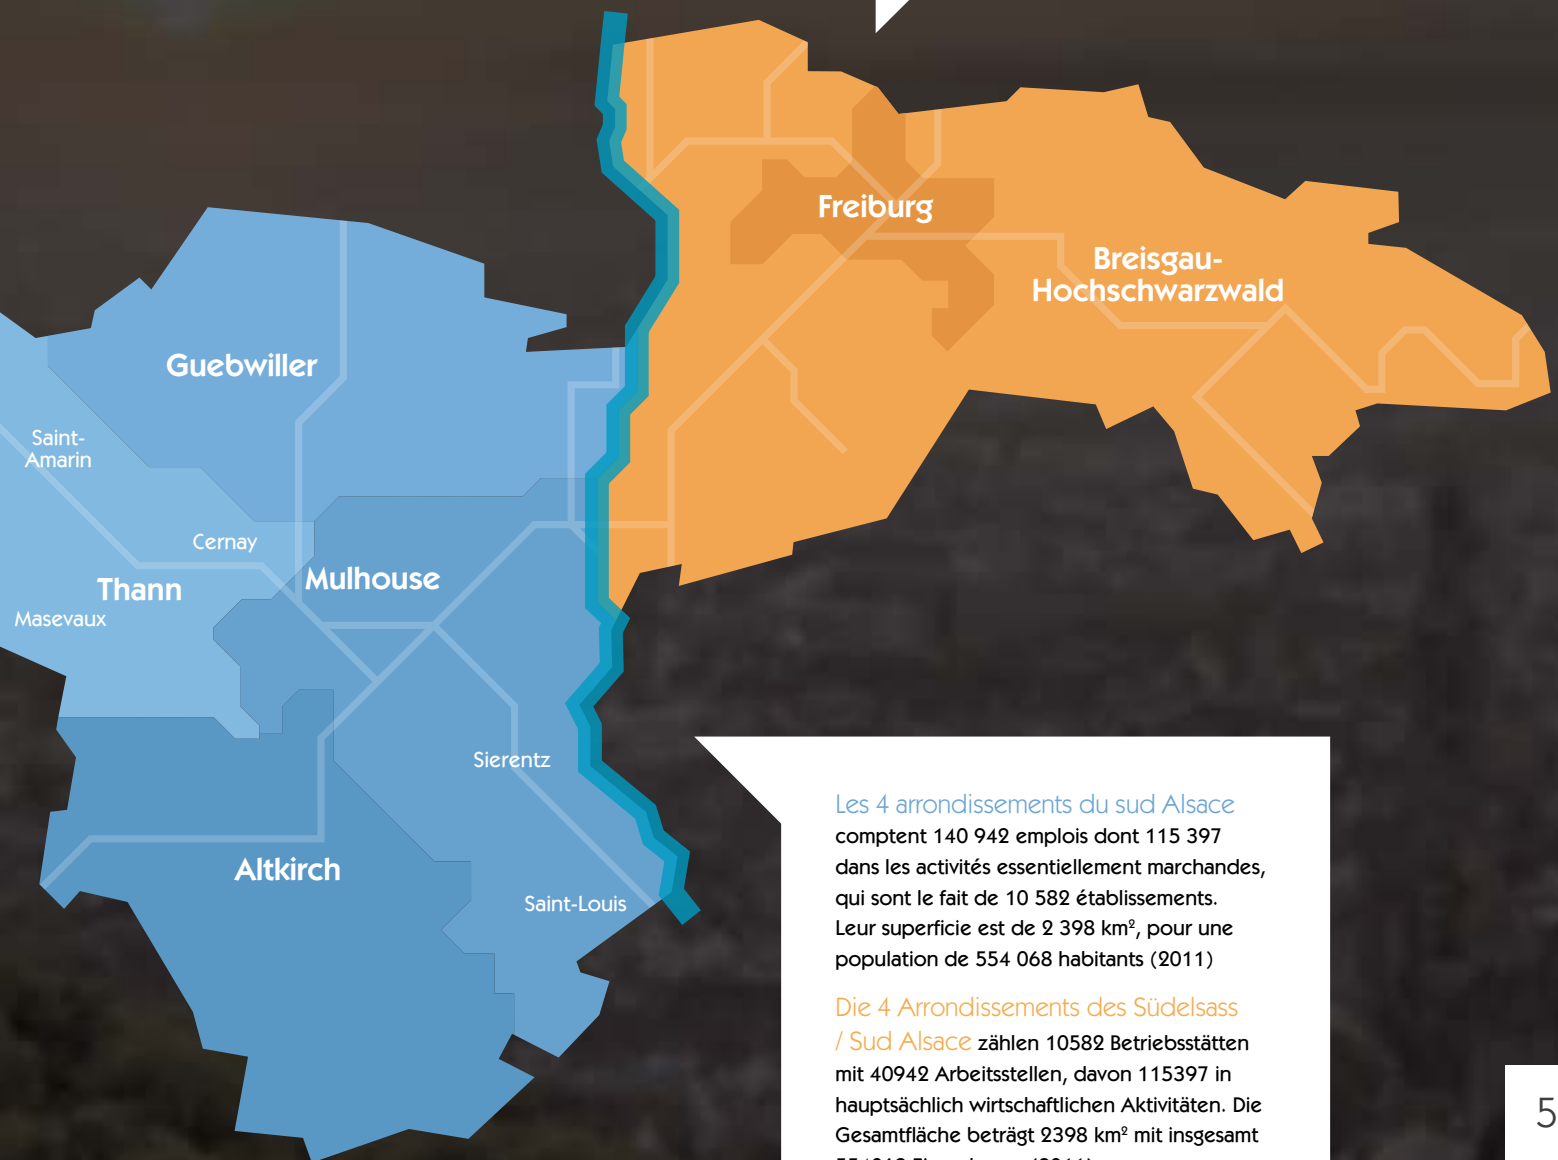 Freiburg
Breisgau-
Hochschwarzwald
Guebwiller
Saint-
Amarin
Cernay
Thann
Mulhouse
Masevaux
Sierentz
Altkirch
Saint-Louis
Les 4 arrondissements du sud Alsace
comptent 140 942 emplois dont 115 397
dans les activités essentiellement marchandes,
qui sont le fait de 10 582 établissements.
Leur superficie est de 2 398 km², pour une
population de 554 068 habitants (2011)
Die 4 Arrondissements des Südelsass
/ Sud Alsace zählen 10582 Betriebsstätten
mit 40942 Arbeitsstellen, davon 115397 in
hauptsächlich wirtschaftlichen Aktivitäten. Die
Gesamtfläche beträgt 2398 km² mit insgesamt
5